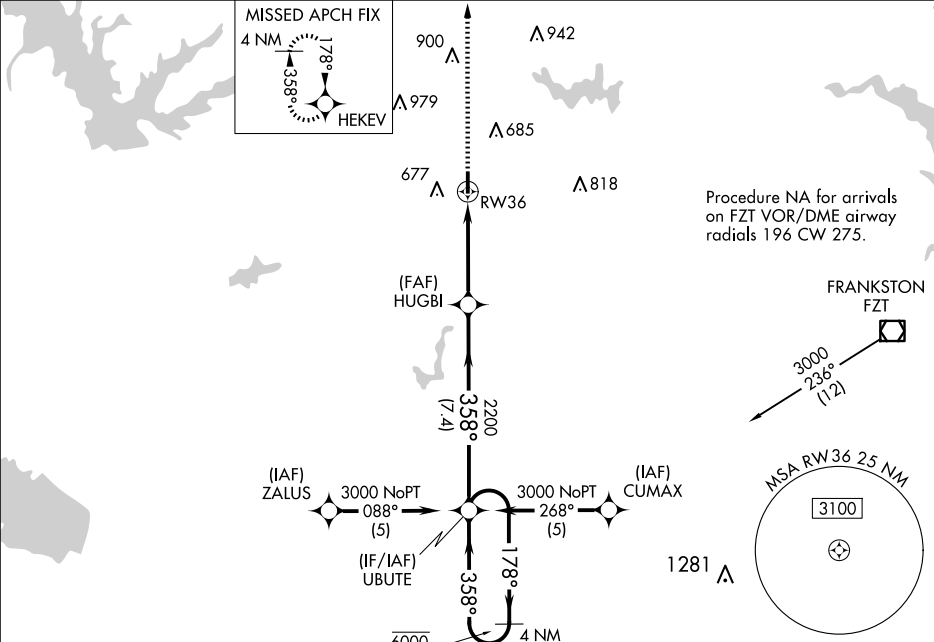 MISSED APCH FIX
4 NM
178°
358°
HEKEV
900
942
979
685
677
818
RW36
Procedure NA for arrivals
on FZT VOR/DME airway
radials 196 CW 275.
(FAF)
HUGBI
FRANKSTON
FZT
3000
236°
(12)
2200
358°
(7.4)
(IAF)
ZALUS
3000 NoPT
088°
(5)
3000 NoPT
268°
(5)
(IAF)
CUMAX
(IF/IAF)
UBUTE
358°
178°
MSA RW36 25 NM
3100
1281
6000
4 NM